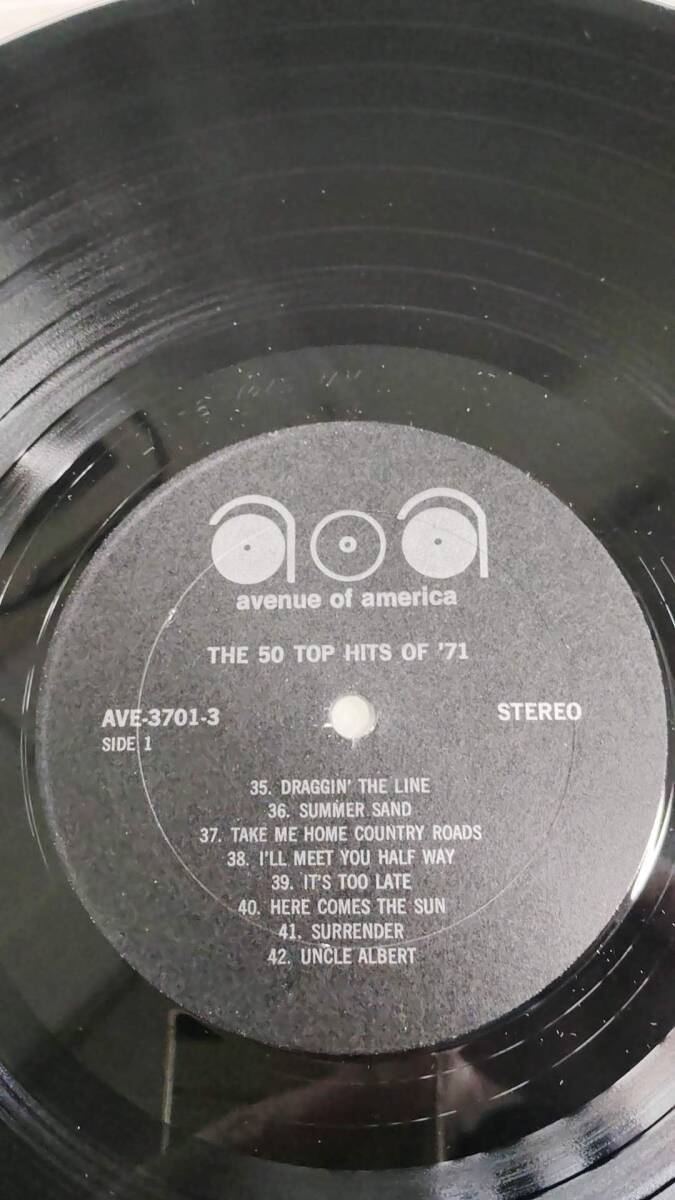 aoa
avenue of america
THE 50 TOP HITS OF '71
AVE-3701-3
STEREO
SIDE 1
35. DRAGGIN' THE LINE
36. SUMMER SAND
37. TAKE ME HOME COUNTRY ROADS
38. I'LL MEET YOU HALF WAY
39. IT'S TOO LATE
40. HERE COMES THE SUN
41. SURRENDER
42. UNCLE ALBERT